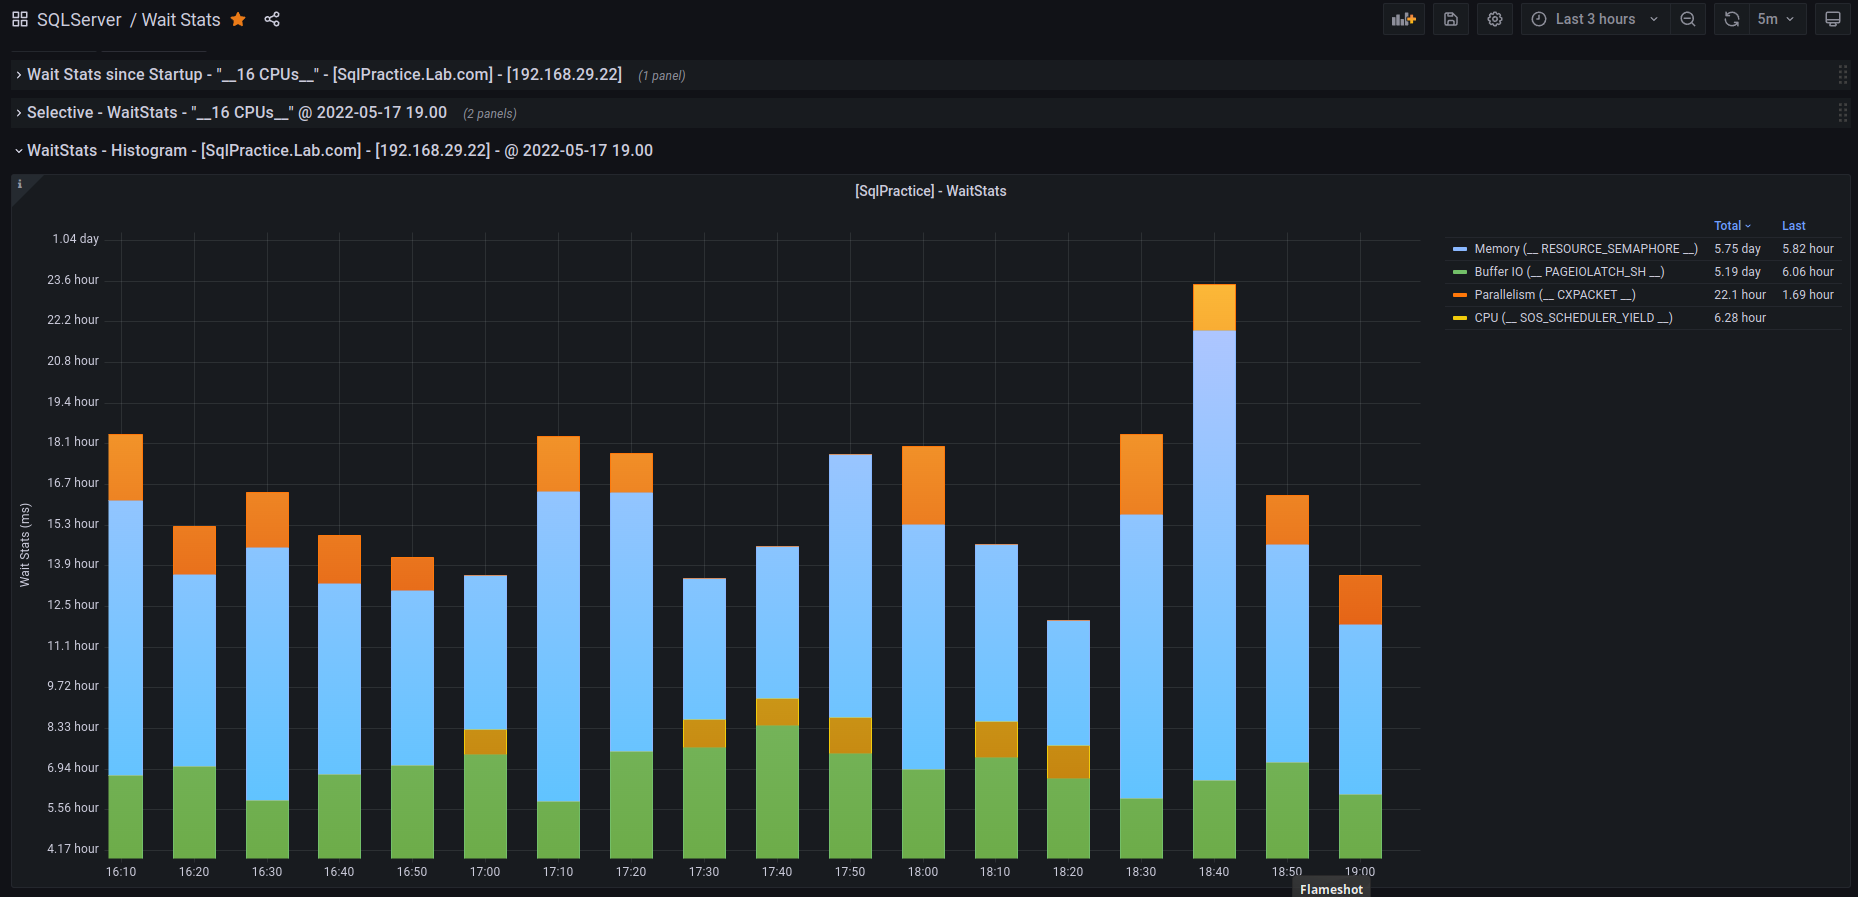 SQLServer / Wait Stats
Last 3 hours
5m
Wait Stats since Startup - "__16 CPUs__" - [SqlPractice.Lab.com] - [192.168.29.22] (1 panel)
Selective - WaitStats - "__16 CPUs__" @ 2022-05-17 19.00 (2 panels)
WaitStats - Histogram - [SqlPractice.Lab.com] - [192.168.29.22] - @ 2022-05-17 19.00
i
[SqlPractice] - WaitStats
Total Last
Memory (__ RESOURCE_SEMAPHORE __) 5.75 day 5.82 hour
Buffer IO (__ PAGEIOLATCH_SH __) 5.19 day 6.06 hour
Parallelism (__ CXPACKET __) 22.1 hour 1.69 hour
CPU (__ SOS_SCHEDULER_YIELD __) 6.28 hour
Wait Stats (ms)
1.04 day
23.6 hour
22.2 hour
20.8 hour
19.4 hour
18.1 hour
16.7 hour
15.3 hour
13.9 hour
12.5 hour
11.1 hour
9.72 hour
8.33 hour
6.94 hour
5.56 hour
4.17 hour
16:10 16:20 16:30 16:40 16:50 17:00 17:10 17:20 17:30 17:40 17:50 18:00 18:10 18:20 18:30 18:40 18:50 19:00
Flameshot